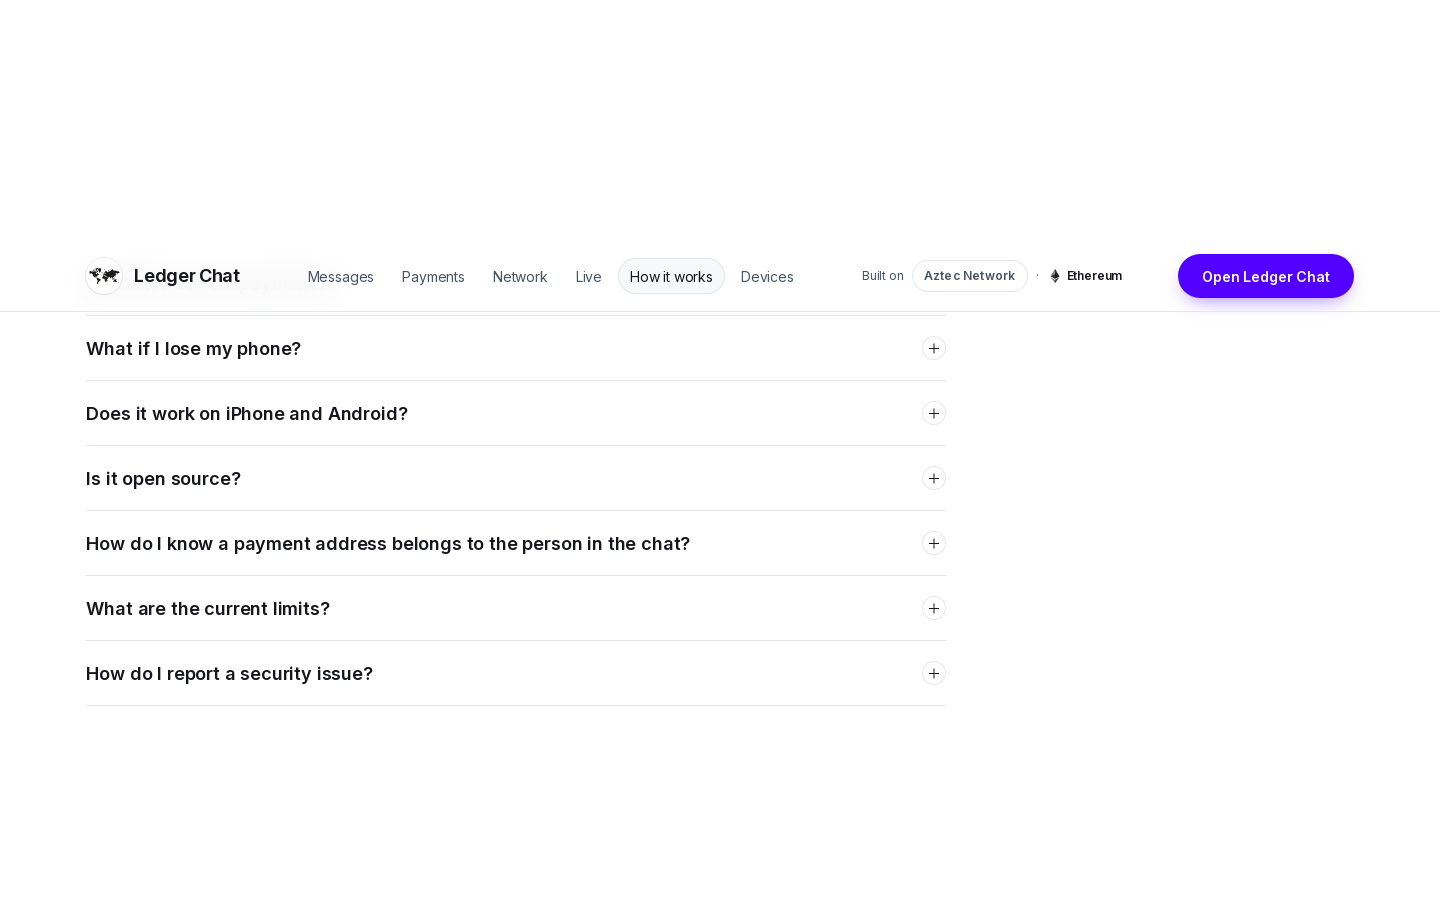 Ledger Chat
Messages
Payments
Network
Live
How it works
Devices
Built on
Aztec Network
·
Ethereum
Open Ledger Chat
What if I lose my phone?
Does it work on iPhone and Android?
Is it open source?
How do I know a payment address belongs to the person in the chat?
What are the current limits?
How do I report a security issue?